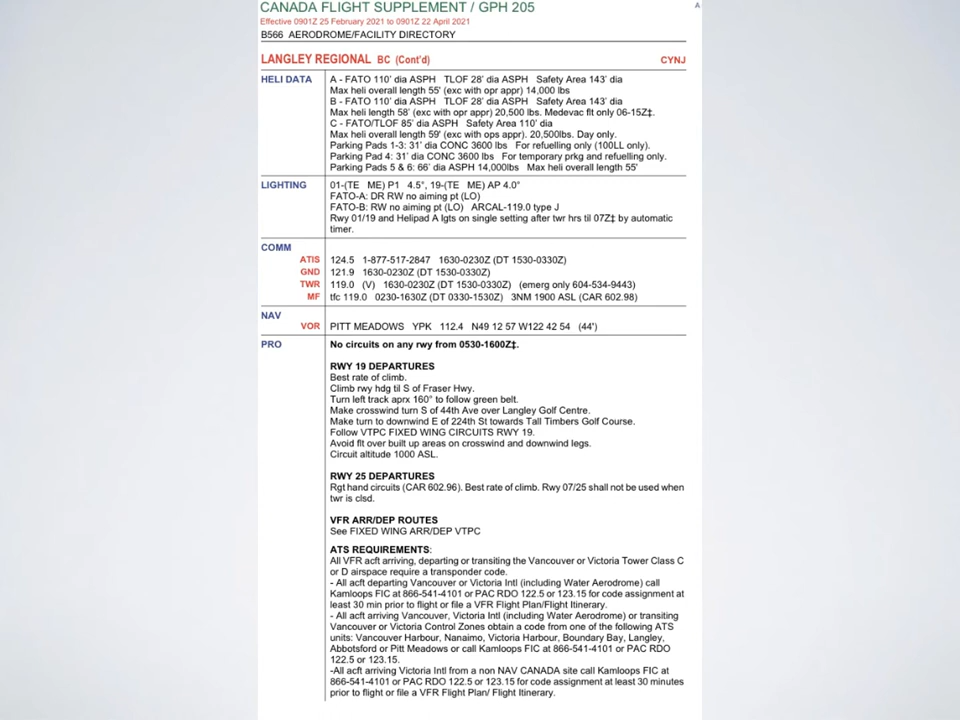 CANADA FLIGHT SUPPLEMENT / GPH 205
A
Effective 0901Z 25 February 2021 to 0901Z 22 April 2021
B566 AERODROME/FACILITY DIRECTORY
LANGLEY REGIONAL BC (Cont'd) CYNJ
HELI DATA A - FATO 110' dia ASPH TLOF 28' dia ASPH Safety Area 143' dia
Max heli overall length 55' (exc with opr appr) 14,000 lbs
B - FATO 110' dia ASPH TLOF 28' dia ASPH Safety Area 143' dia
Max heli length 58' (exc with opr appr) 20,500 lbs. Medevac flt only 06-15Z‡.
C - FATO/TLOF 85' dia ASPH Safety Area 110' dia
Max heli overall length 59' (exc with ops appr). 20,500lbs. Day only.
Parking Pads 1-3: 31' dia CONC 3600 lbs For refuelling only (100LL only).
Parking Pad 4: 31' dia CONC 3600 lbs For temporary prkg and refuelling only.
Parking Pads 5 & 6: 66' dia ASPH 14,000lbs Max heli overall length 55'
LIGHTING 01-(TE ME) P1 4.5°, 19-(TE ME) AP 4.0°
FATO-A: DR RW no aiming pt (LO)
FATO-B: RW no aiming pt (LO) ARCAL-119.0 type J
Rwy 01/19 and Helipad A lgts on single setting after twr hrs til 07Z‡ by automatic
timer.
COMM
ATIS 124.5 1-877-517-2847 1630-0230Z (DT 1530-0330Z)
GND 121.9 1630-0230Z (DT 1530-0330Z)
TWR 119.0 (V) 1630-0230Z (DT 1530-0330Z) (emerg only 604-534-9443)
MF tfc 119.0 0230-1630Z (DT 0330-1530Z) 3NM 1900 ASL (CAR 602.98)
NAV
VOR PITT MEADOWS YPK 112.4 N49 12 57 W122 42 54 (44')
PRO No circuits on any rwy from 0530-1600Z‡.
RWY 19 DEPARTURES
Best rate of climb.
Climb rwy hdg til S of Fraser Hwy.
Turn left track aprx 160° to follow green belt.
Make crosswind turn S of 44th Ave over Langley Golf Centre.
Make turn to downwind E of 224th St towards Tall Timbers Golf Course.
Follow VTPC FIXED WING CIRCUITS RWY 19.
Avoid flt over built up areas on crosswind and downwind legs.
Circuit altitude 1000 ASL.
RWY 25 DEPARTURES
Rgt hand circuits (CAR 602.96). Best rate of climb. Rwy 07/25 shall not be used when
twr is clsd.
VFR ARR/DEP ROUTES
See FIXED WING ARR/DEP VTPC
ATS REQUIREMENTS:
All VFR acft arriving, departing or transiting the Vancouver or Victoria Tower Class C
or D airspace require a transponder code.
- All acft departing Vancouver or Victoria Intl (including Water Aerodrome) call
Kamloops FIC at 866-541-4101 or PAC RDO 122.5 or 123.15 for code assignment at
least 30 min prior to flight or file a VFR Flight Plan/Flight Itinerary.
- All acft arriving Vancouver, Victoria Intl (including Water Aerodrome) or transiting
Vancouver or Victoria Control Zones obtain a code from one of the following ATS
units: Vancouver Harbour, Nanaimo, Victoria Harbour, Boundary Bay, Langley,
Abbotsford or Pitt Meadows or call Kamloops FIC at 866-541-4101 or PAC RDO
122.5 or 123.15.
-All acft arriving Victoria Intl from a non NAV CANADA site call Kamloops FIC at
866-541-4101 or PAC RDO 122.5 or 123.15 for code assignment at least 30 minutes
prior to flight or file a VFR Flight Plan/ Flight Itinerary.